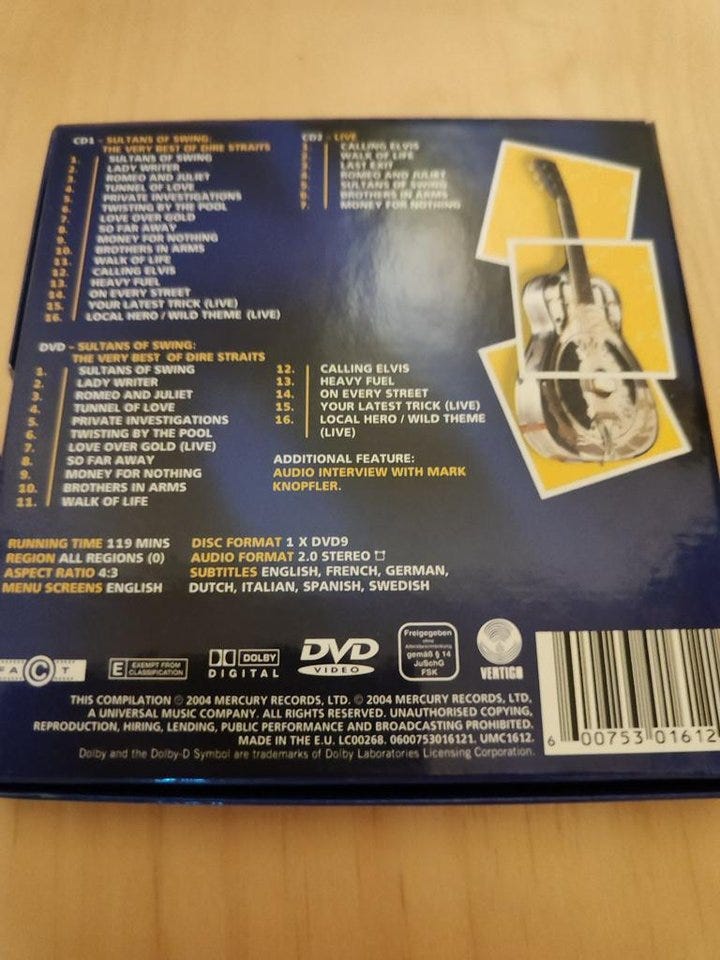 CD1 - SULTANS OF SWING:
THE VERY BEST OF DIRE STRAITS
1. SULTANS OF SWING
2. LADY WRITER
3. ROMEO AND JULIET
4. TUNNEL OF LOVE
5. PRIVATE INVESTIGATIONS
6. TWISTING BY THE POOL
7. LOVE OVER GOLD
8. SO FAR AWAY
9. MONEY FOR NOTHING
10. BROTHERS IN ARMS
11. WALK OF LIFE
12. CALLING ELVIS
13. HEAVY FUEL
14. ON EVERY STREET
15. YOUR LATEST TRICK (LIVE)
16. LOCAL HERO / WILD THEME (LIVE)
CD2 - LIVE
1. CALLING ELVIS
2. WALK OF LIFE
3. LAST EXIT
4. ROMEO AND JULIET
5. SULTANS OF SWING
6. BROTHERS IN ARMS
7. MONEY FOR NOTHING
DVD - SULTANS OF SWING:
THE VERY BEST OF DIRE STRAITS
1. SULTANS OF SWING
2. LADY WRITER
3. ROMEO AND JULIET
4. TUNNEL OF LOVE
5. PRIVATE INVESTIGATIONS
6. TWISTING BY THE POOL
7. LOVE OVER GOLD (LIVE)
8. SO FAR AWAY
9. MONEY FOR NOTHING
10. BROTHERS IN ARMS
11. WALK OF LIFE
12. CALLING ELVIS
13. HEAVY FUEL
14. ON EVERY STREET
15. YOUR LATEST TRICK (LIVE)
16. LOCAL HERO / WILD THEME
(LIVE)
ADDITIONAL FEATURE:
AUDIO INTERVIEW WITH MARK
KNOPFLER.
RUNNING TIME 119 MINS
REGION ALL REGIONS (0)
ASPECT RATIO 4:3
MENU SCREENS ENGLISH
DISC FORMAT 1 X DVD9
AUDIO FORMAT 2.0 STEREO
SUBTITLES ENGLISH, FRENCH, GERMAN,
DUTCH, ITALIAN, SPANISH, SWEDISH
FACT
E EXEMPT FROM
CLASSIFICATION
DOLBY
DIGITAL
DVD
VIDEO
Freigegeben
ohne
Altersbeschränkung
gemäß § 14
JuSchG
FSK
VERTIGO
THIS COMPILATION ℗ 2004 MERCURY RECORDS, LTD. © 2004 MERCURY RECORDS, LTD,
A UNIVERSAL MUSIC COMPANY. ALL RIGHTS RESERVED. UNAUTHORISED COPYING,
REPRODUCTION, HIRING, LENDING, PUBLIC PERFORMANCE AND BROADCASTING PROHIBITED.
MADE IN THE E.U. LC00268. 0600753016121. UMC1612.
Dolby and the Dolby-D Symbol are trademarks of Dolby Laboratories Licensing Corporation.
6 00753 01612